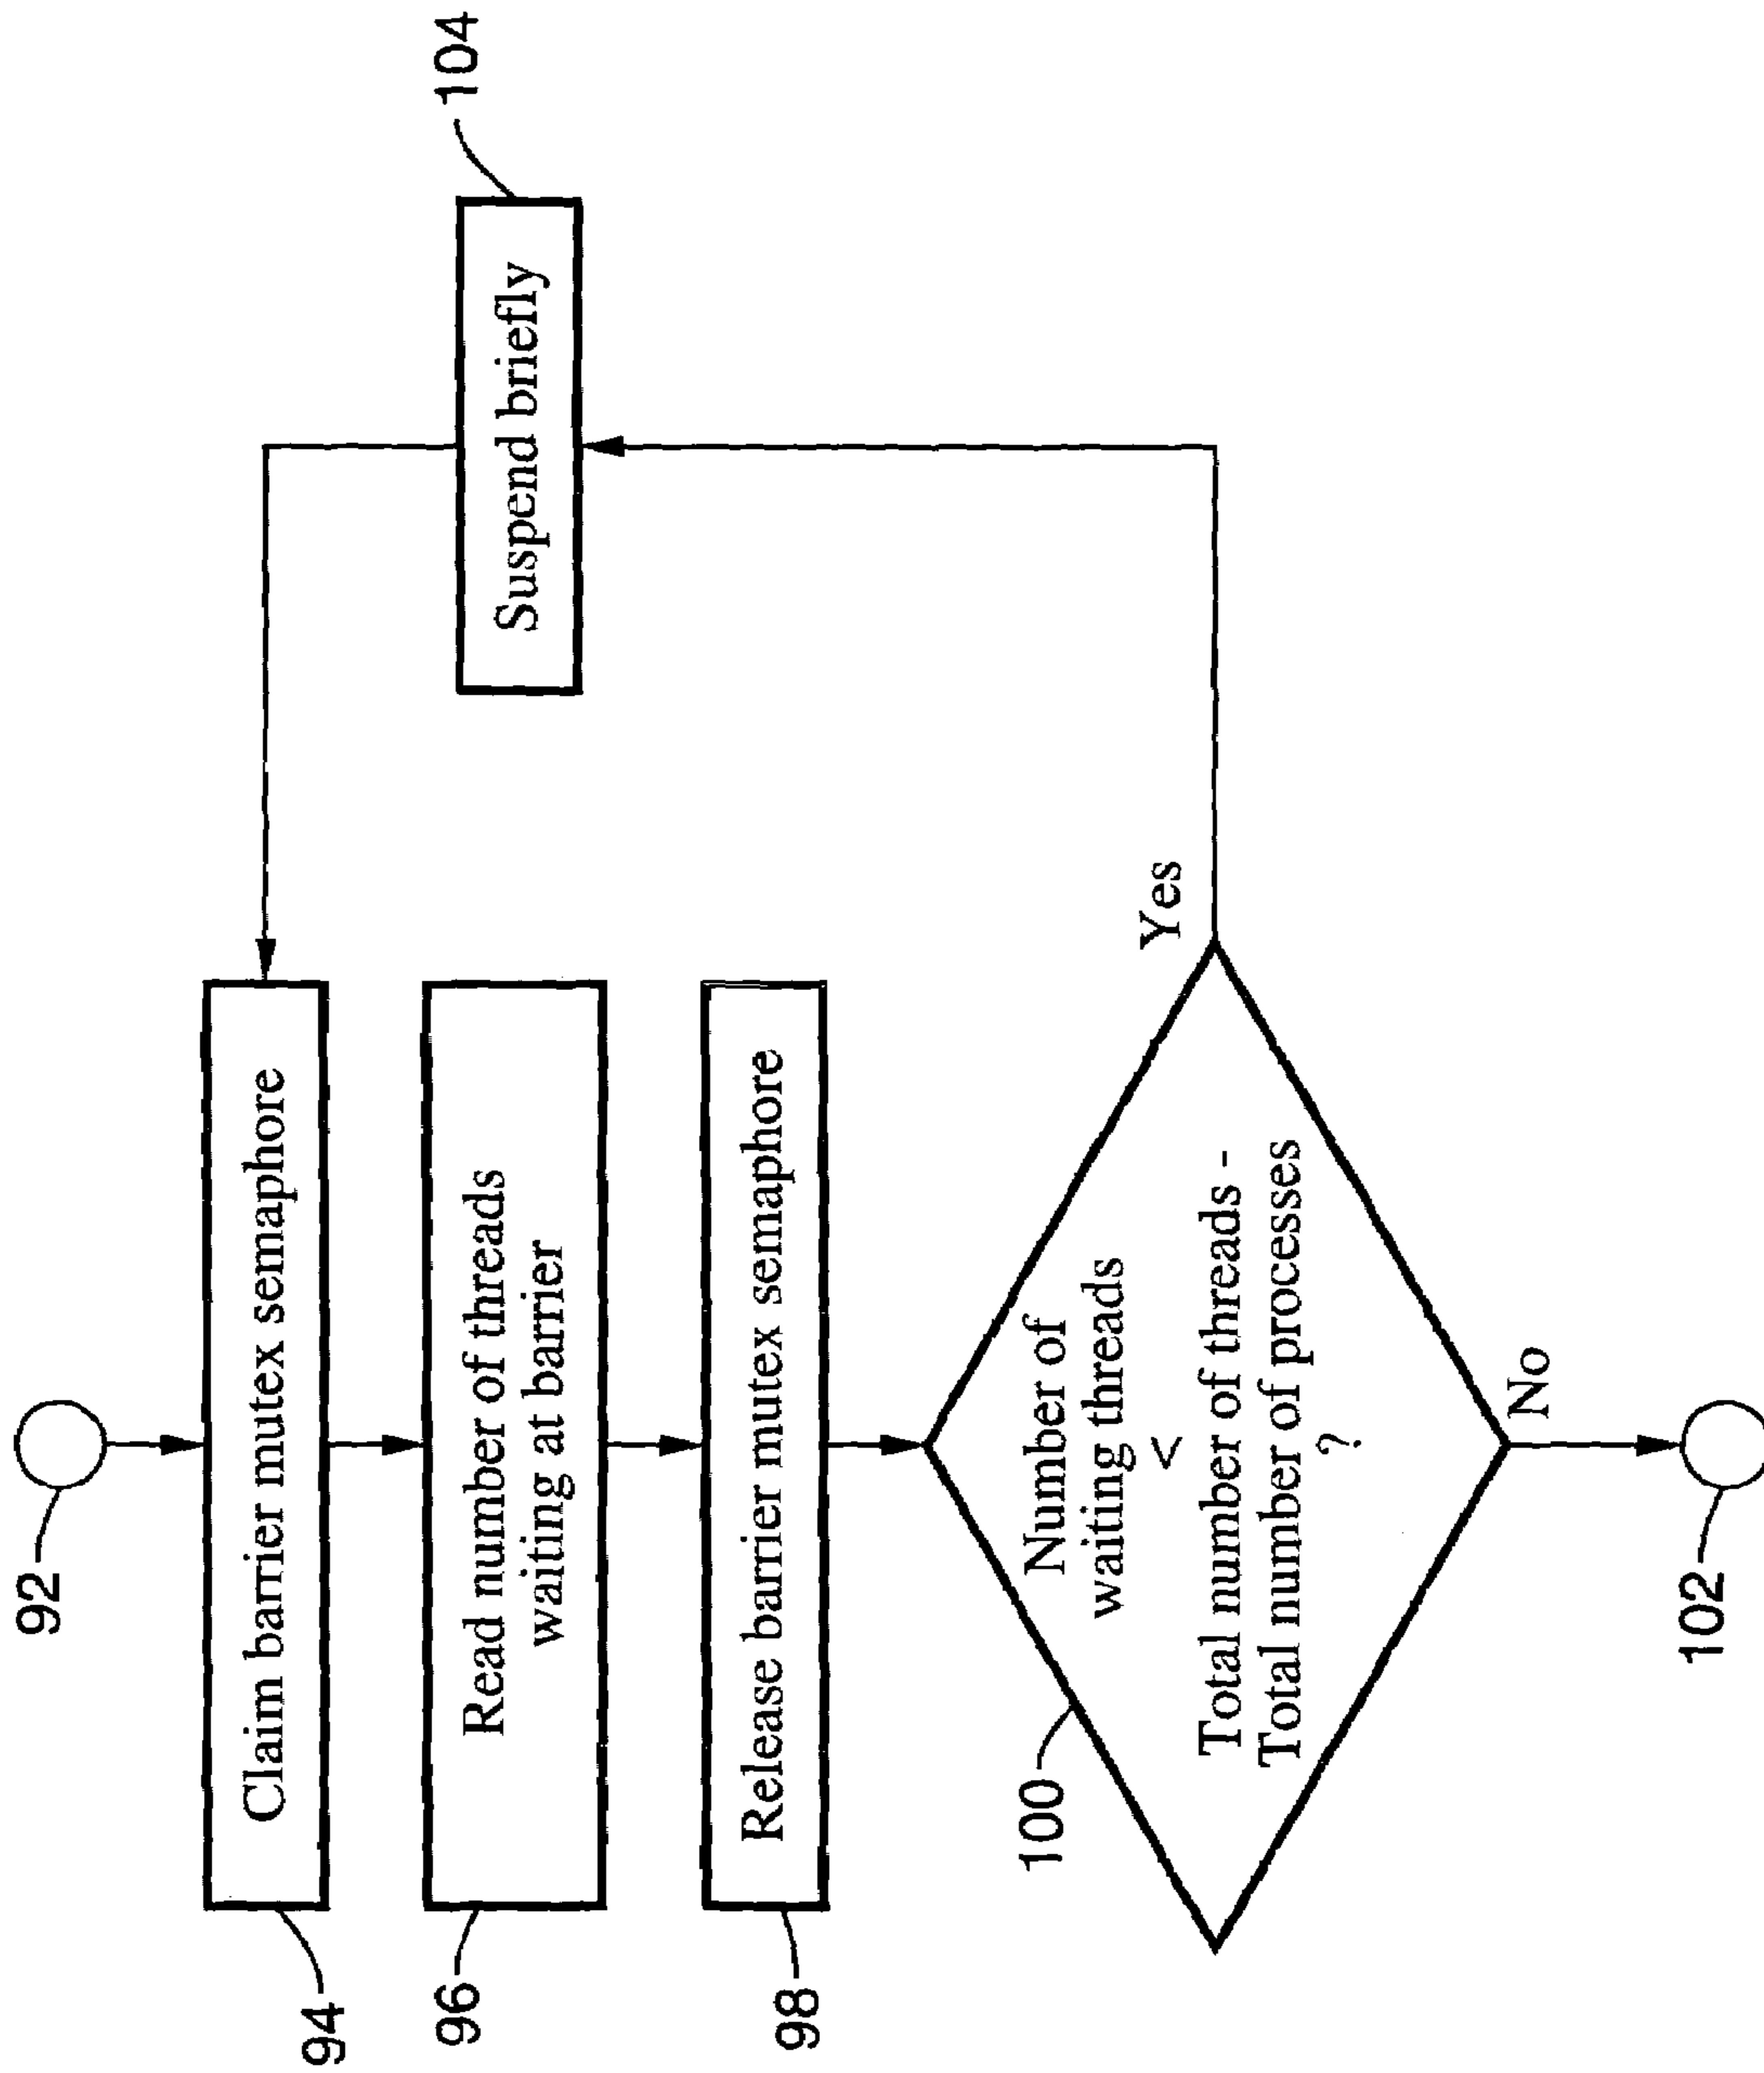 92
94
Claim barrier mutex semaphore
104
Suspend briefly
96
Read number of threads
waiting at barrier
98
Release barrier mutex semaphore
100
Number of
waiting threads
<
Total number of threads -
Total number of processes
?
Yes
No
102